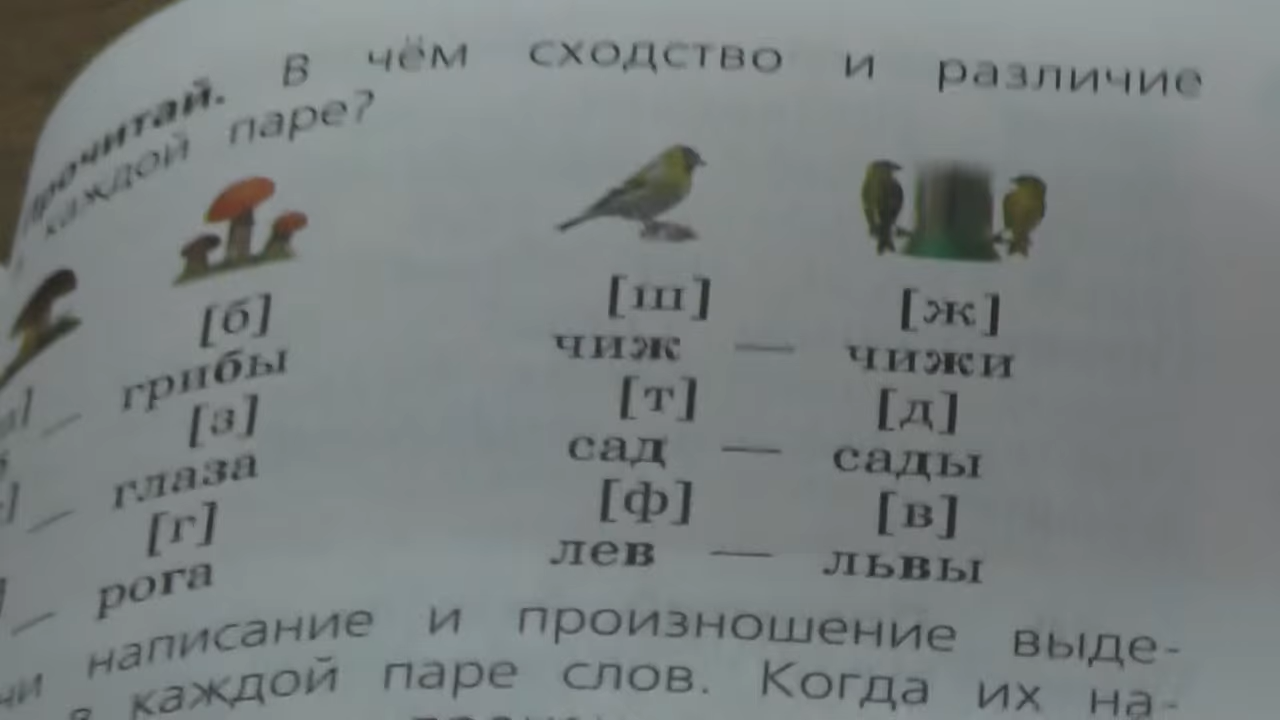 Прочитай. В чём сходство и различие
каждой паре?
[б] [ш] [ж]
грибы чиж — чижи
[з] [т] [д]
— глаза сад — сады
[г] [ф] [в]
— рога лев — львы
написание и произношение выде-
в каждой паре слов. Когда их на-